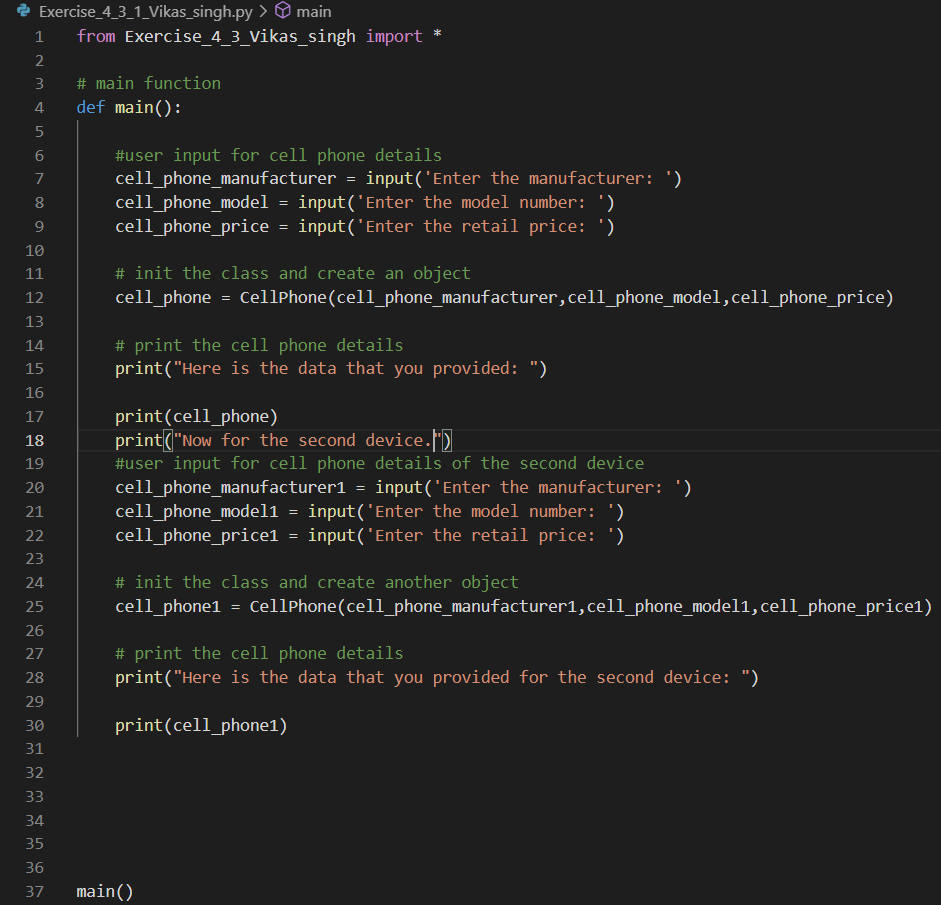 Exercise_4_3_1_Vikas_singh.py > main
1 from Exercise_4_3_Vikas_singh import *
2
3 # main function
4 def main():
5
6 #user input for cell phone details
7 cell_phone_manufacturer = input('Enter the manufacturer: ')
8 cell_phone_model = input('Enter the model number: ')
9 cell_phone_price = input('Enter the retail price: ')
10
11 # init the class and create an object
12 cell_phone = CellPhone(cell_phone_manufacturer,cell_phone_model,cell_phone_price)
13
14 # print the cell phone details
15 print("Here is the data that you provided: ")
16
17 print(cell_phone)
18 print("Now for the second device.")
19 #user input for cell phone details of the second device
20 cell_phone_manufacturer1 = input('Enter the manufacturer: ')
21 cell_phone_model1 = input('Enter the model number: ')
22 cell_phone_price1 = input('Enter the retail price: ')
23
24 # init the class and create another object
25 cell_phone1 = CellPhone(cell_phone_manufacturer1,cell_phone_model1,cell_phone_price1)
26
27 # print the cell phone details
28 print("Here is the data that you provided for the second device: ")
29
30 print(cell_phone1)
31
32
33
34
35
36
37 main()